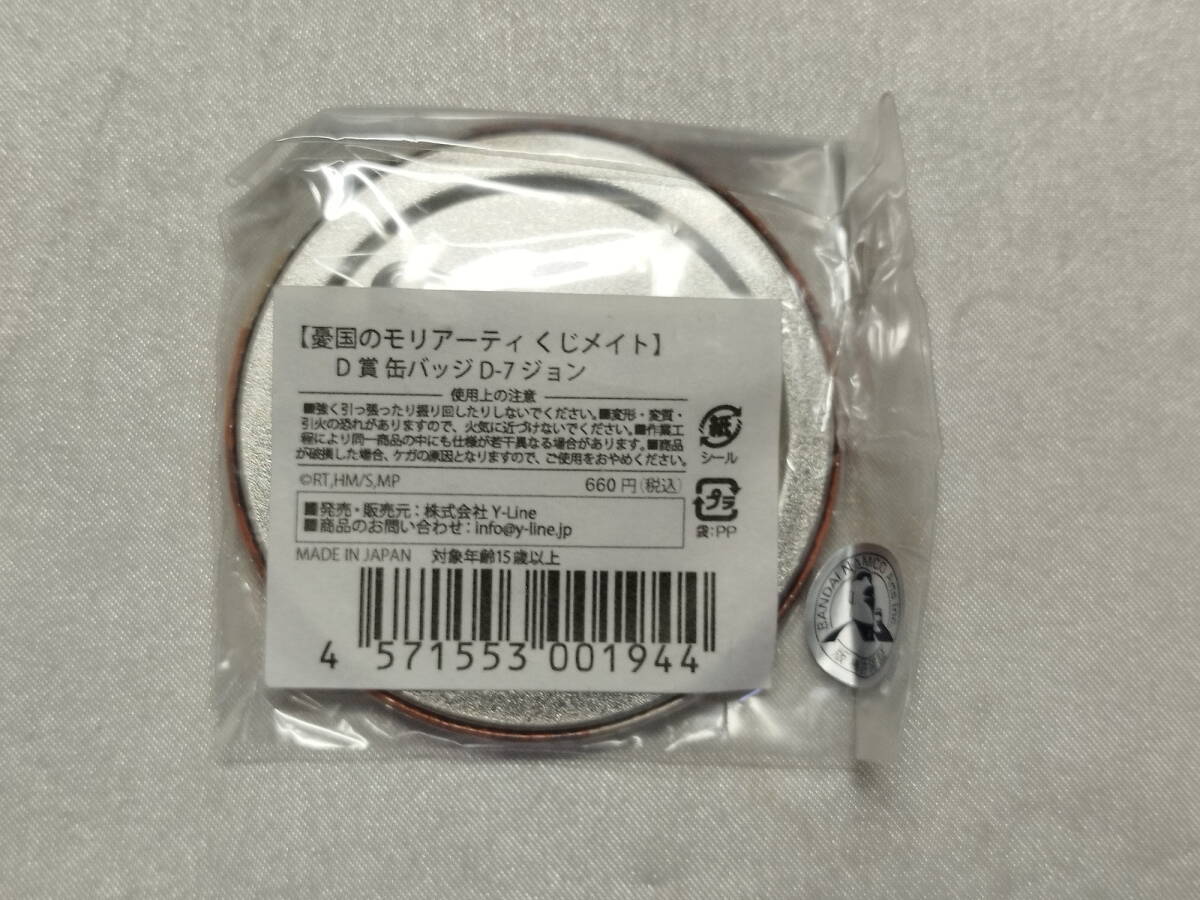 【憂国のモリアーティ くじメイト】
D 賞 缶バッジ D-7 ジョン
使用上の注意
■強く引っ張ったり振り回したりしないでください。■変形・変質・
引火の恐れがありますので、火気に近づけないでください。■作業工
程により同一商品の中にも仕様が若干異なる場合があります。■商品
が破損した場合、ケガの原因となりますので、ご使用をおやめください。
紙
シール
©RT,HM/S,MP 660 円(税込)
プラ
袋:PP
■発売・販売元:株式会社 Y-Line
■商品のお問い合わせ:info@y-line.jp
MADE IN JAPAN 対象年齢15歳以上
4 571553 001944
BANDAI NAMCO Arts Inc.